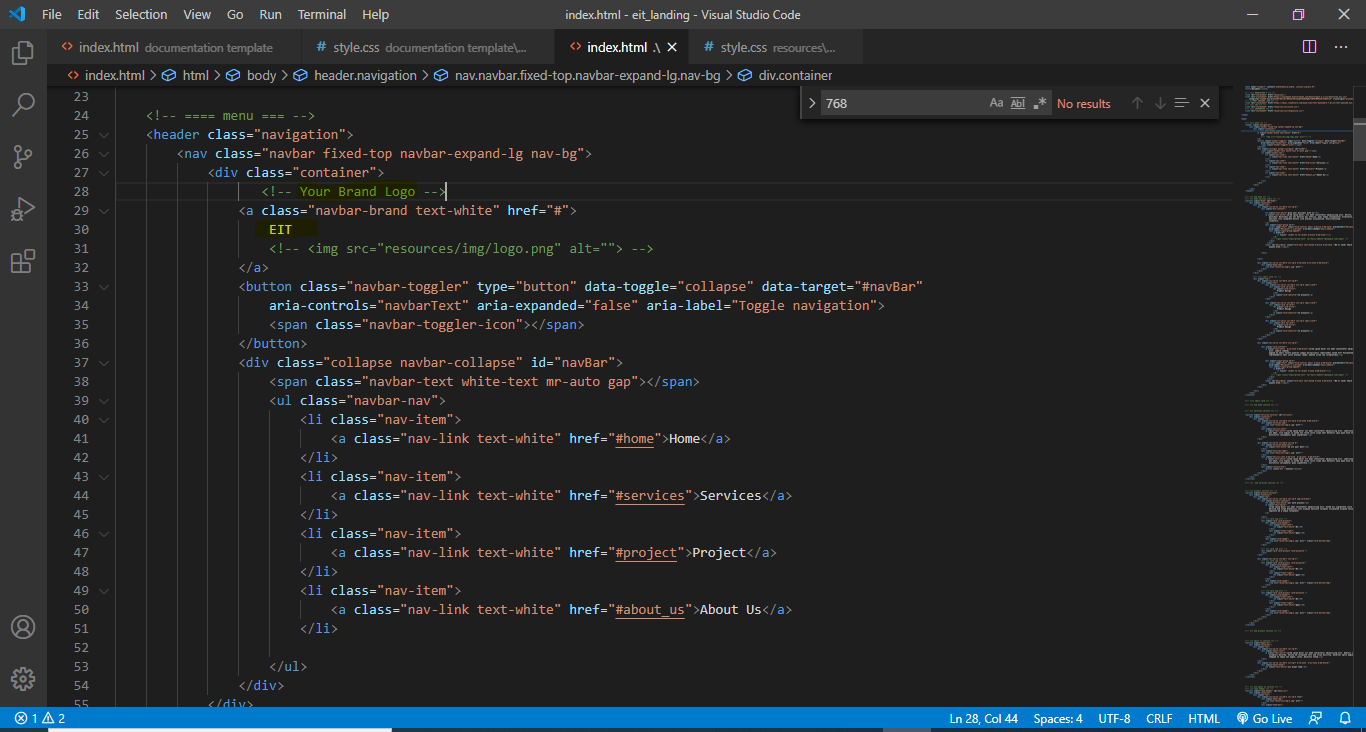 File Edit Selection View Go Run Terminal Help index.html - eit_landing - Visual Studio Code
index.html documentation template style.css documentation template\... index.html .\ style.css resources\...
index.html > html > body > header.navigation > nav.navbar.fixed-top.navbar-expand-lg.nav-bg > div.container
768 Aa Abl .* No results
23
24 <!-- ==== menu === -->
25 <header class="navigation">
26 <nav class="navbar fixed-top navbar-expand-lg nav-bg">
27 <div class="container">
28 <!-- Your Brand Logo -->
29 <a class="navbar-brand text-white" href="#">
30 EIT
31 <!-- <img src="resources/img/logo.png" alt=""> -->
32 </a>
33 <button class="navbar-toggler" type="button" data-toggle="collapse" data-target="#navBar"
34 aria-controls="navbarText" aria-expanded="false" aria-label="Toggle navigation">
35 <span class="navbar-toggler-icon"></span>
36 </button>
37 <div class="collapse navbar-collapse" id="navBar">
38 <span class="navbar-text white-text mr-auto gap"></span>
39 <ul class="navbar-nav">
40 <li class="nav-item">
41 <a class="nav-link text-white" href="#home">Home</a>
42 </li>
43 <li class="nav-item">
44 <a class="nav-link text-white" href="#services">Services</a>
45 </li>
46 <li class="nav-item">
47 <a class="nav-link text-white" href="#project">Project</a>
48 </li>
49 <li class="nav-item">
50 <a class="nav-link text-white" href="#about_us">About Us</a>
51 </li>
52
53 </ul>
54 </div>
55 </div>
1 2 Ln 28, Col 44 Spaces: 4 UTF-8 CRLF HTML Go Live